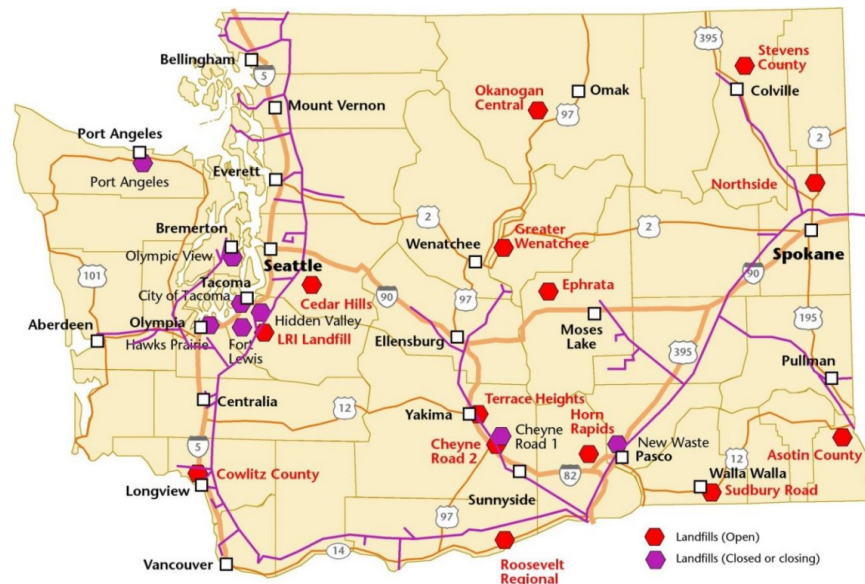 395
Stevens
County
Bellingham
5
Okanogan
Central
Omak
Colville
Mount Vernon
97
Port Angeles
2
Port Angeles
Everett
Northside
Bremerton
2
Greater
Wenatchee
2
Olympic View
Wenatchee
Seattle
Spokane
101
Tacoma
90
City of Tacoma
Cedar Hills
90
97
Ephrata
Aberdeen
Olympia
Hidden Valley
195
Hawks Prairie
Fort
Lewis
LRI Landfill
Ellensburg
Moses
Lake
395
Pullman
Centralia
12
Yakima
Terrace Heights
Horn
Rapids
Cheyne
Road 1
New Waste
5
Cheyne
Road 2
Pasco
12
Asotin County
Cowlitz County
82
Walla Walla
Longview
Sunnyside
Sudbury Road
97
Landfills (Open)
14
Roosevelt
Regional
Landfills (Closed or closing)
Vancouver